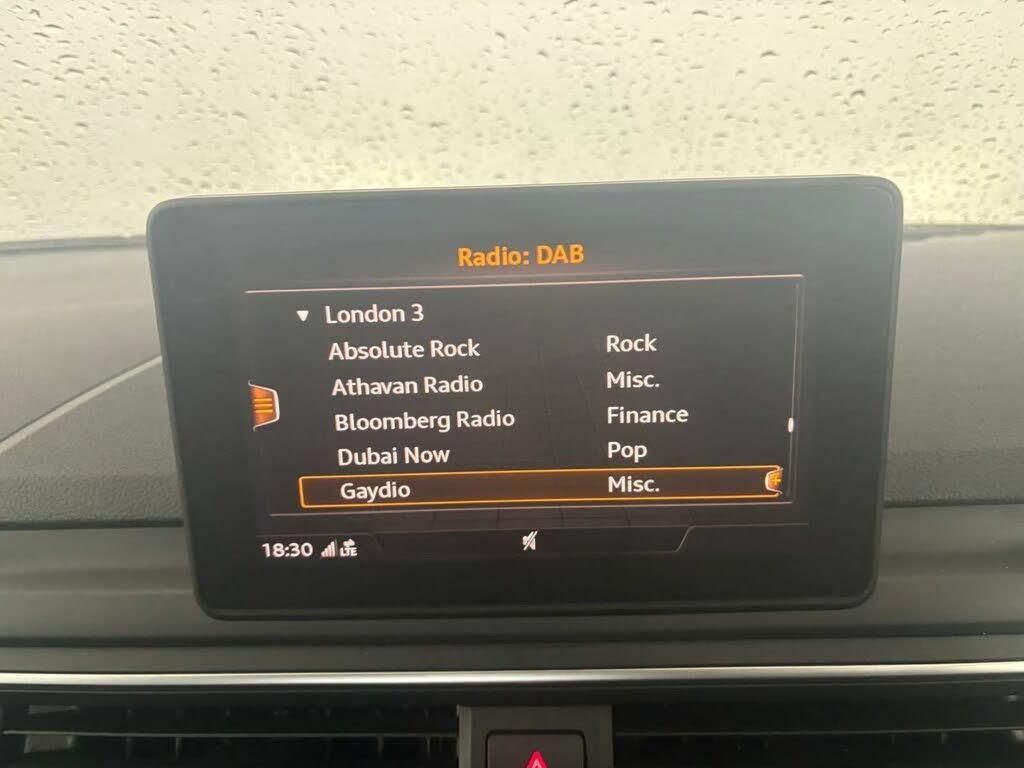 Radio: DAB
London 3
Absolute Rock Rock
Athavan Radio Misc.
Bloomberg Radio Finance
Dubai Now Pop
Gaydio Misc.
18:30 LTE